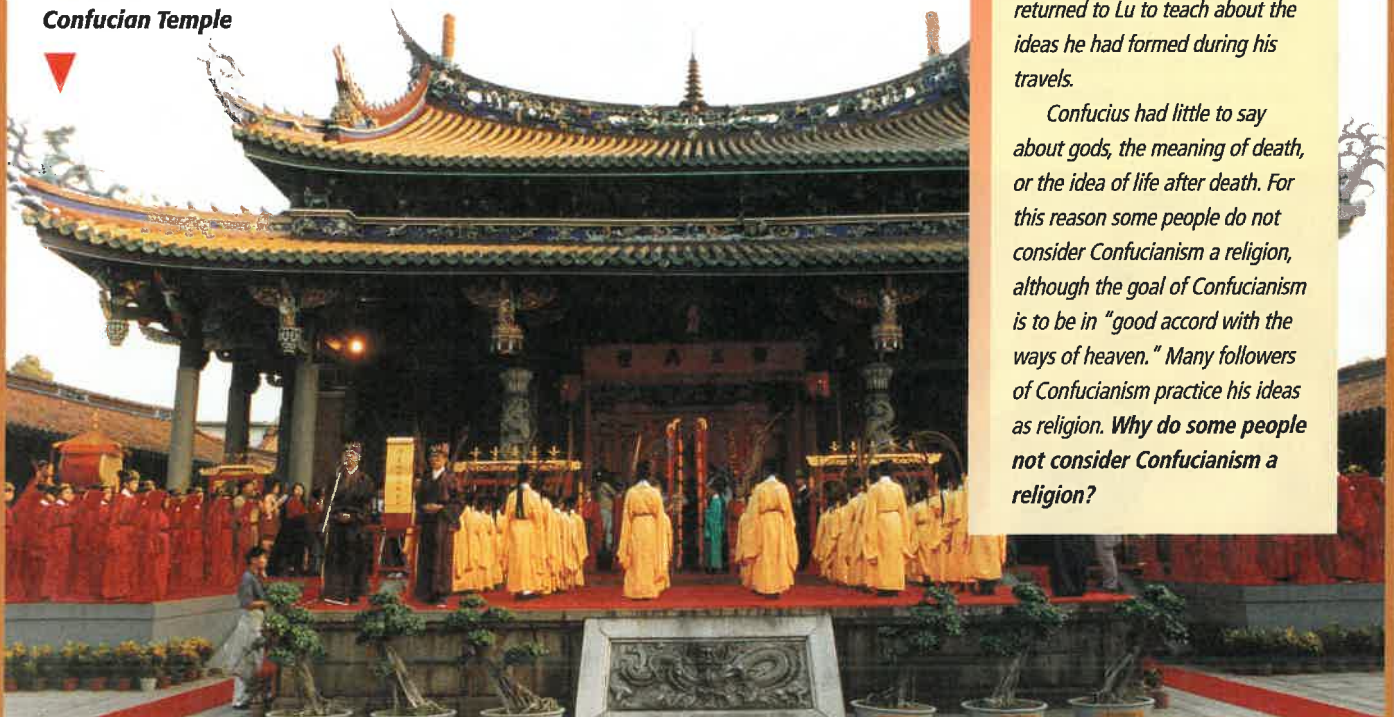 Confucian Temple
returned to Lu to teach about the
ideas he had formed during his
travels.
Confucius had little to say
about gods, the meaning of death,
or the idea of life after death. For
this reason some people do not
consider Confucianism a religion,
although the goal of Confucianism
is to be in "good accord with the
ways of heaven." Many followers
of Confucianism practice his ideas
as religion. Why do some people
not consider Confucianism a
religion?